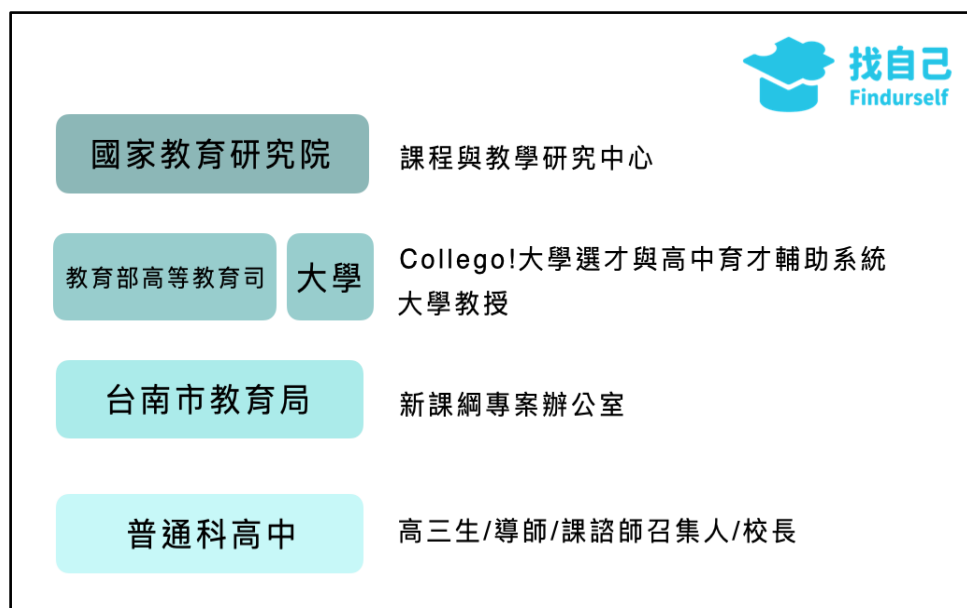 找自己
Findurself
國家教育研究院
課程與教學研究中心
教育部高等教育司
大學
Collego!大學選才與高中育才輔助系統
大學教授
台南市教育局
新課綱專案辦公室
普通科高中
高三生/導師/課諮師召集人/校長